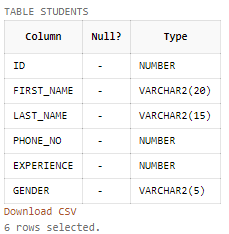 TABLE STUDENTS
Column Null? Type
ID - NUMBER
FIRST_NAME - VARCHAR2(20)
LAST_NAME - VARCHAR2(15)
PHONE_NO - NUMBER
EXPERIENCE - NUMBER
GENDER - VARCHAR2(5)
Download CSV
6 rows selected.